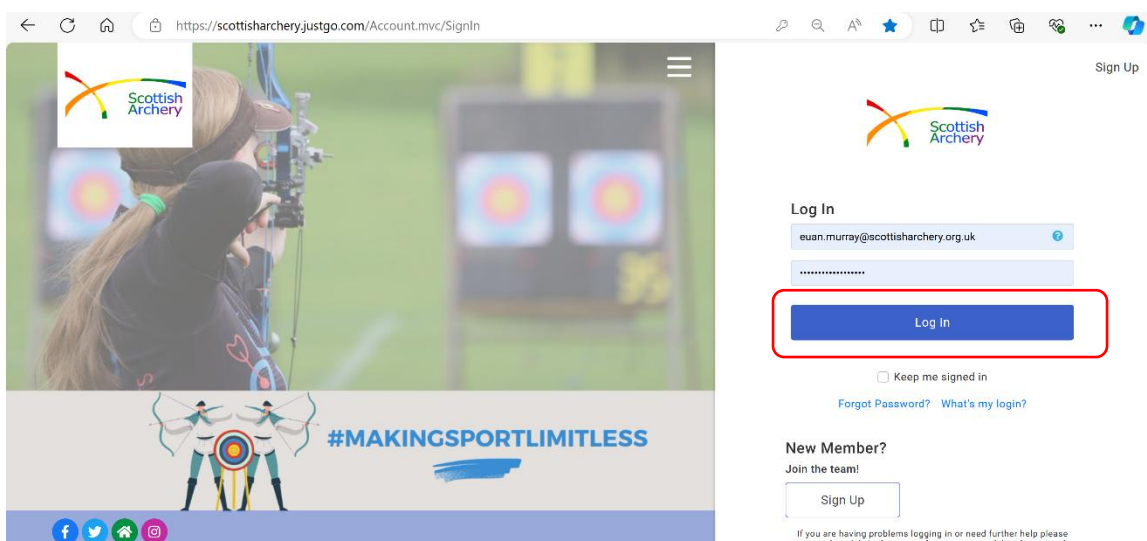 https://scottisharchery.justgo.com/Account.mvc/SignIn
Scottish
Archery
Sign Up
Scottish
Archery
Log In
euan.murray@scottisharchery.org.uk
••••••••••••••••••
Log In
Keep me signed in
Forgot Password? What's my login?
#MAKINGSPORTLIMITLESS
New Member?
Join the team!
Sign Up
If you are having problems logging in or need further help please